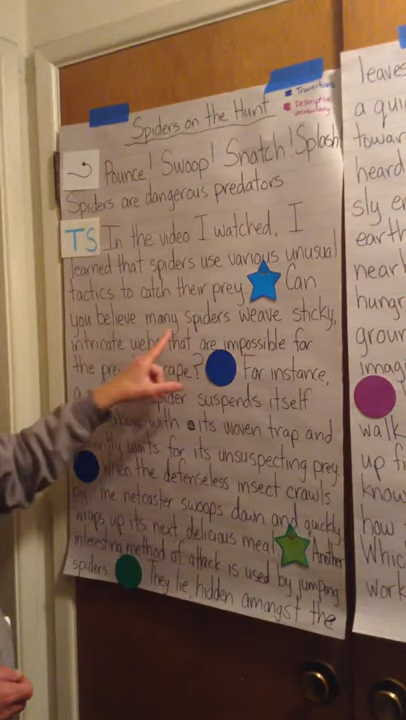 Spiders on the Hunt
Transitions
Descriptive vocabulary
Pounce! Swoop! Snatch! Splash!
Spiders are dangerous predators.
TS In the video I watched, I
learned that spiders use various unusual
tactics to catch their prey. Can
you believe many spiders weave sticky,
intricate webs that are impossible for
the prey? For instance,
suspends itself
with its woven trap and
waits for its unsuspecting prey.
When the defenseless insect crawls
the netcaster swoops down and quickly
wraps up its next delicious meal. Another
interesting method of attack is used by jumping
spiders. They lie, hidden amongst the
leaves
a qui
towar
heard
sly e
earth
near
hungr
groun
imagi
walk
up f
know
how
Whic
work